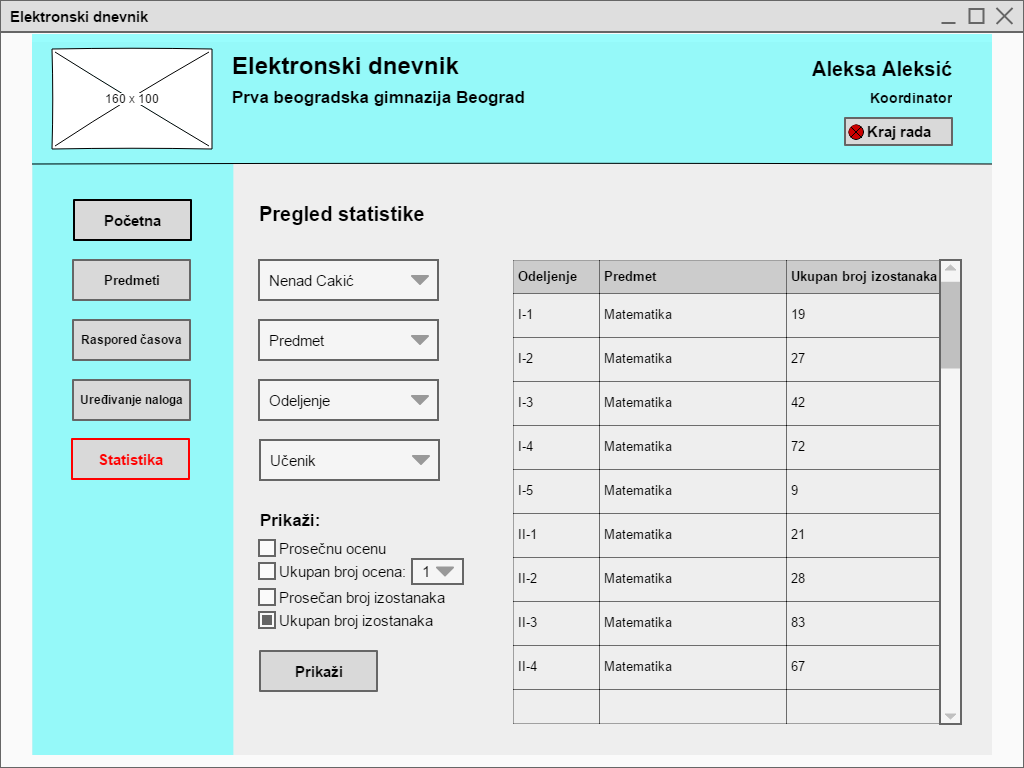 Elektronski dnevnik
160 x 100
Elektronski dnevnik
Prva beogradska gimnazija Beograd
Aleksa Aleksić
Koordinator
Kraj rada
Početna
Predmeti
Raspored časova
Uređivanje naloga
Statistika
Pregled statistike
Nenad Cakić
Predmet
Odeljenje
Učenik
Prikaži:
Prosečnu ocenu
Ukupan broj ocena: 1
Prosečan broj izostanaka
Ukupan broj izostanaka
Prikaži
Odeljenje Predmet Ukupan broj izostanaka
I-1 Matematika 19
I-2 Matematika 27
I-3 Matematika 42
I-4 Matematika 72
I-5 Matematika 9
II-1 Matematika 21
II-2 Matematika 28
II-3 Matematika 83
II-4 Matematika 67